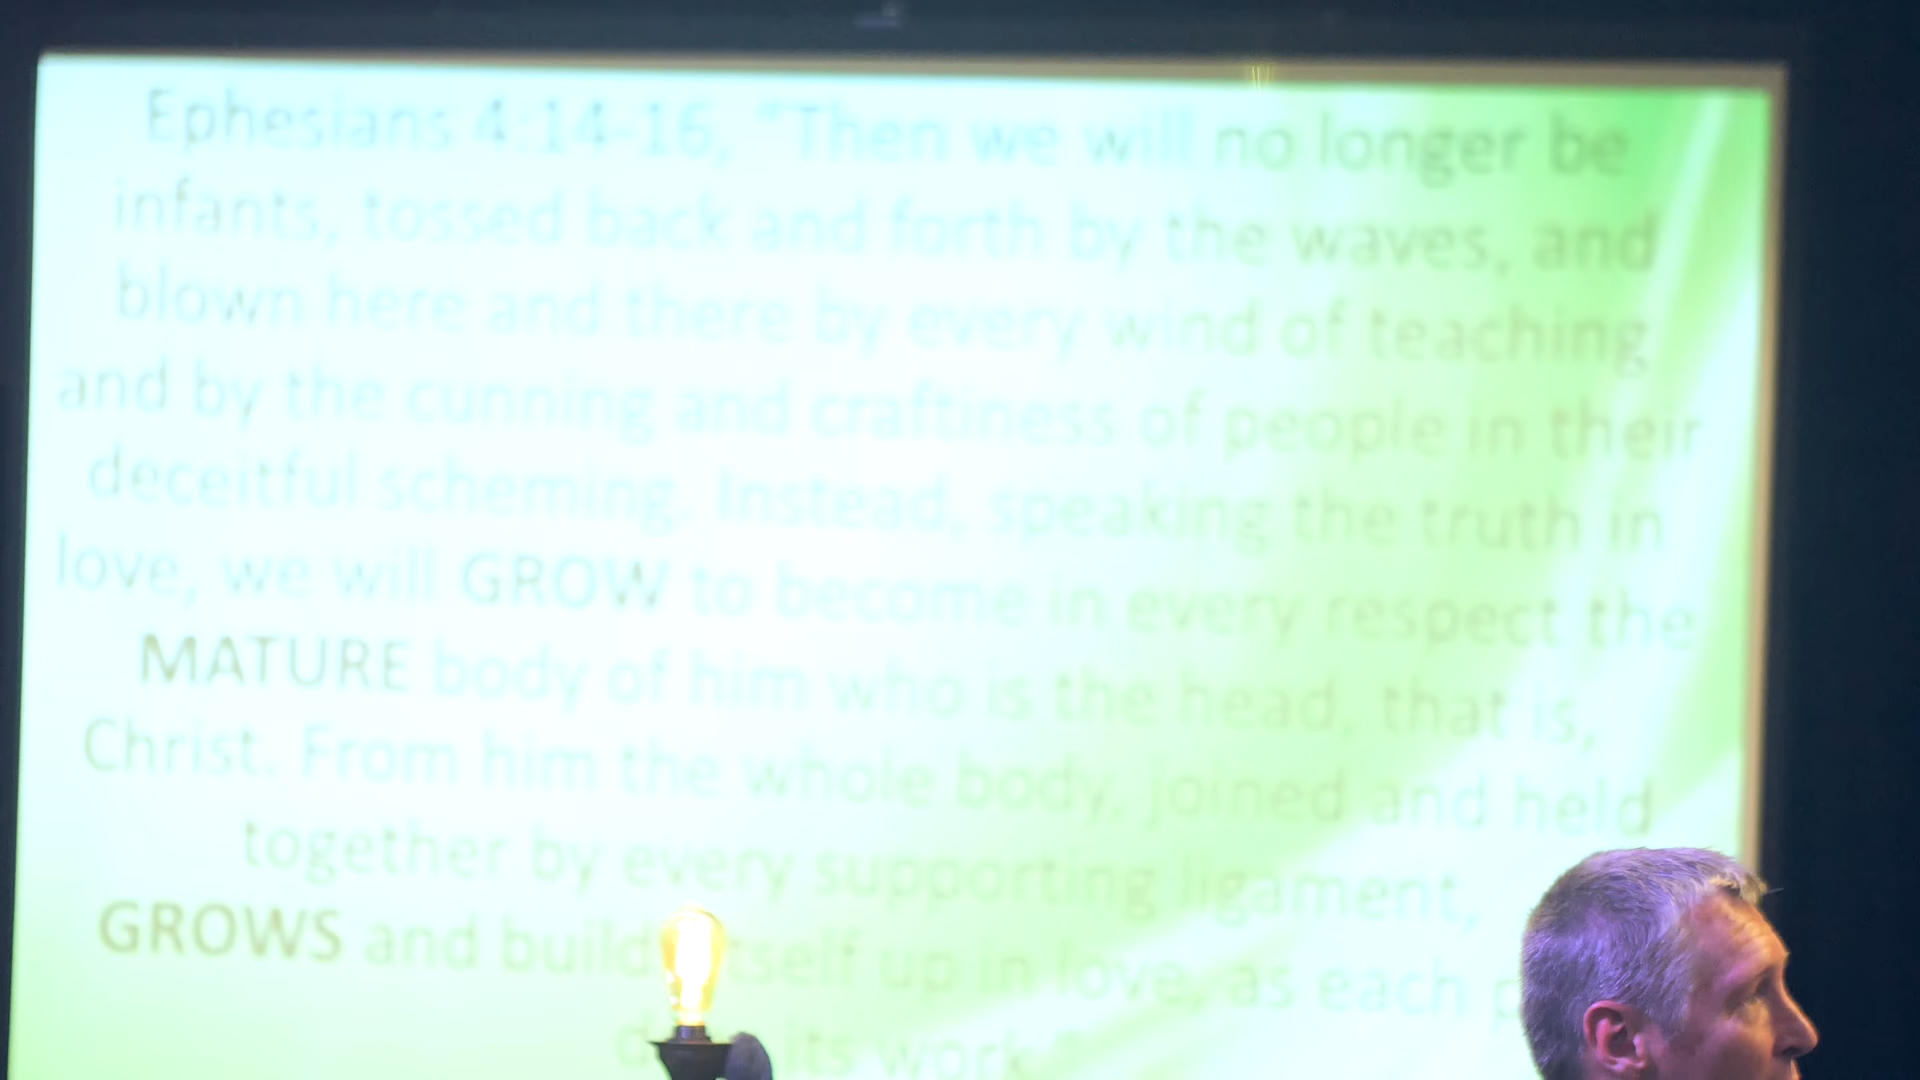 Ephesians 4:14-16, "Then we will no longer be
infants, tossed back and forth by the waves, and
blown here and there by every wind of teaching
and by the cunning and craftiness of people in their
deceitful scheming. Instead, speaking the truth in
love, we will GROW to become in every respect the
MATURE body of him who is the head, that is,
Christ. From him the whole body, joined and held
together by every supporting ligament,
GROWS and build tself up in love, as each p
d its work."